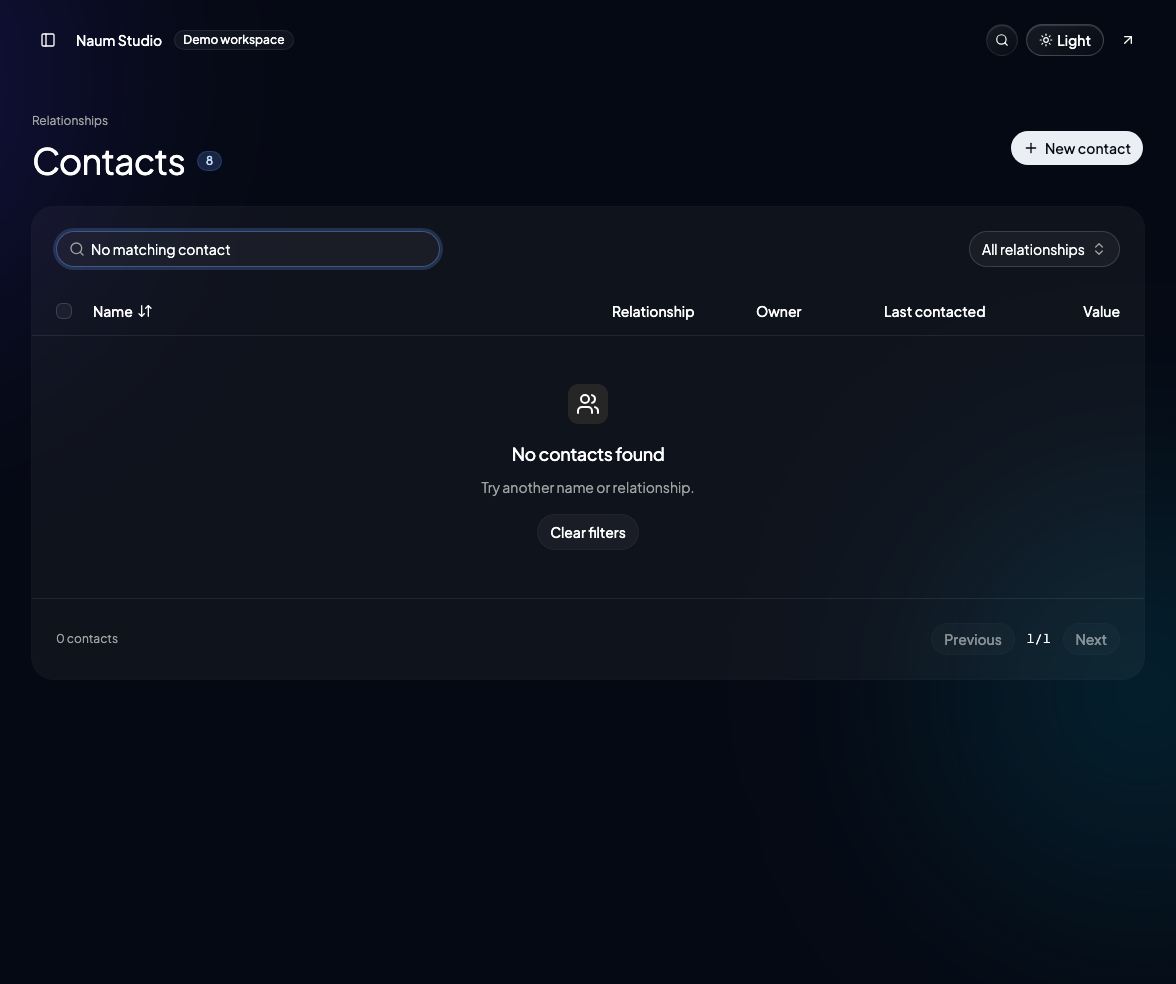 Naum Studio Demo workspace Light
Relationships
Contacts 8
New contact
No matching contact All relationships
Name Relationship Owner Last contacted Value
No contacts found
Try another name or relationship.
Clear filters
0 contacts Previous 1/1 Next